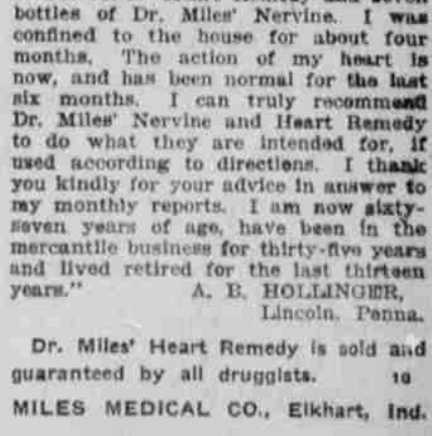 bottles of Dr. Miles' Nervine. I was
confined to the house for about four
months. The action of my heart is
now, and has been normal for the last
six months. I can truly recommend
Dr. Miles' Nervine and Heart Remedy
to do what they are intended for, if
used according to directions. I thank
you kindly for your advice in answer to
my monthly reports. I am now sixty-
seven years of age, have been in the
mercantile business for thirty-five years
and lived retired for the last thirteen
years." A. B. HOLLINGER,
Lincoln, Penna.
Dr. Miles' Heart Remedy is sold and
guaranteed by all druggists. 10
MILES MEDICAL CO., Elkhart, Ind.